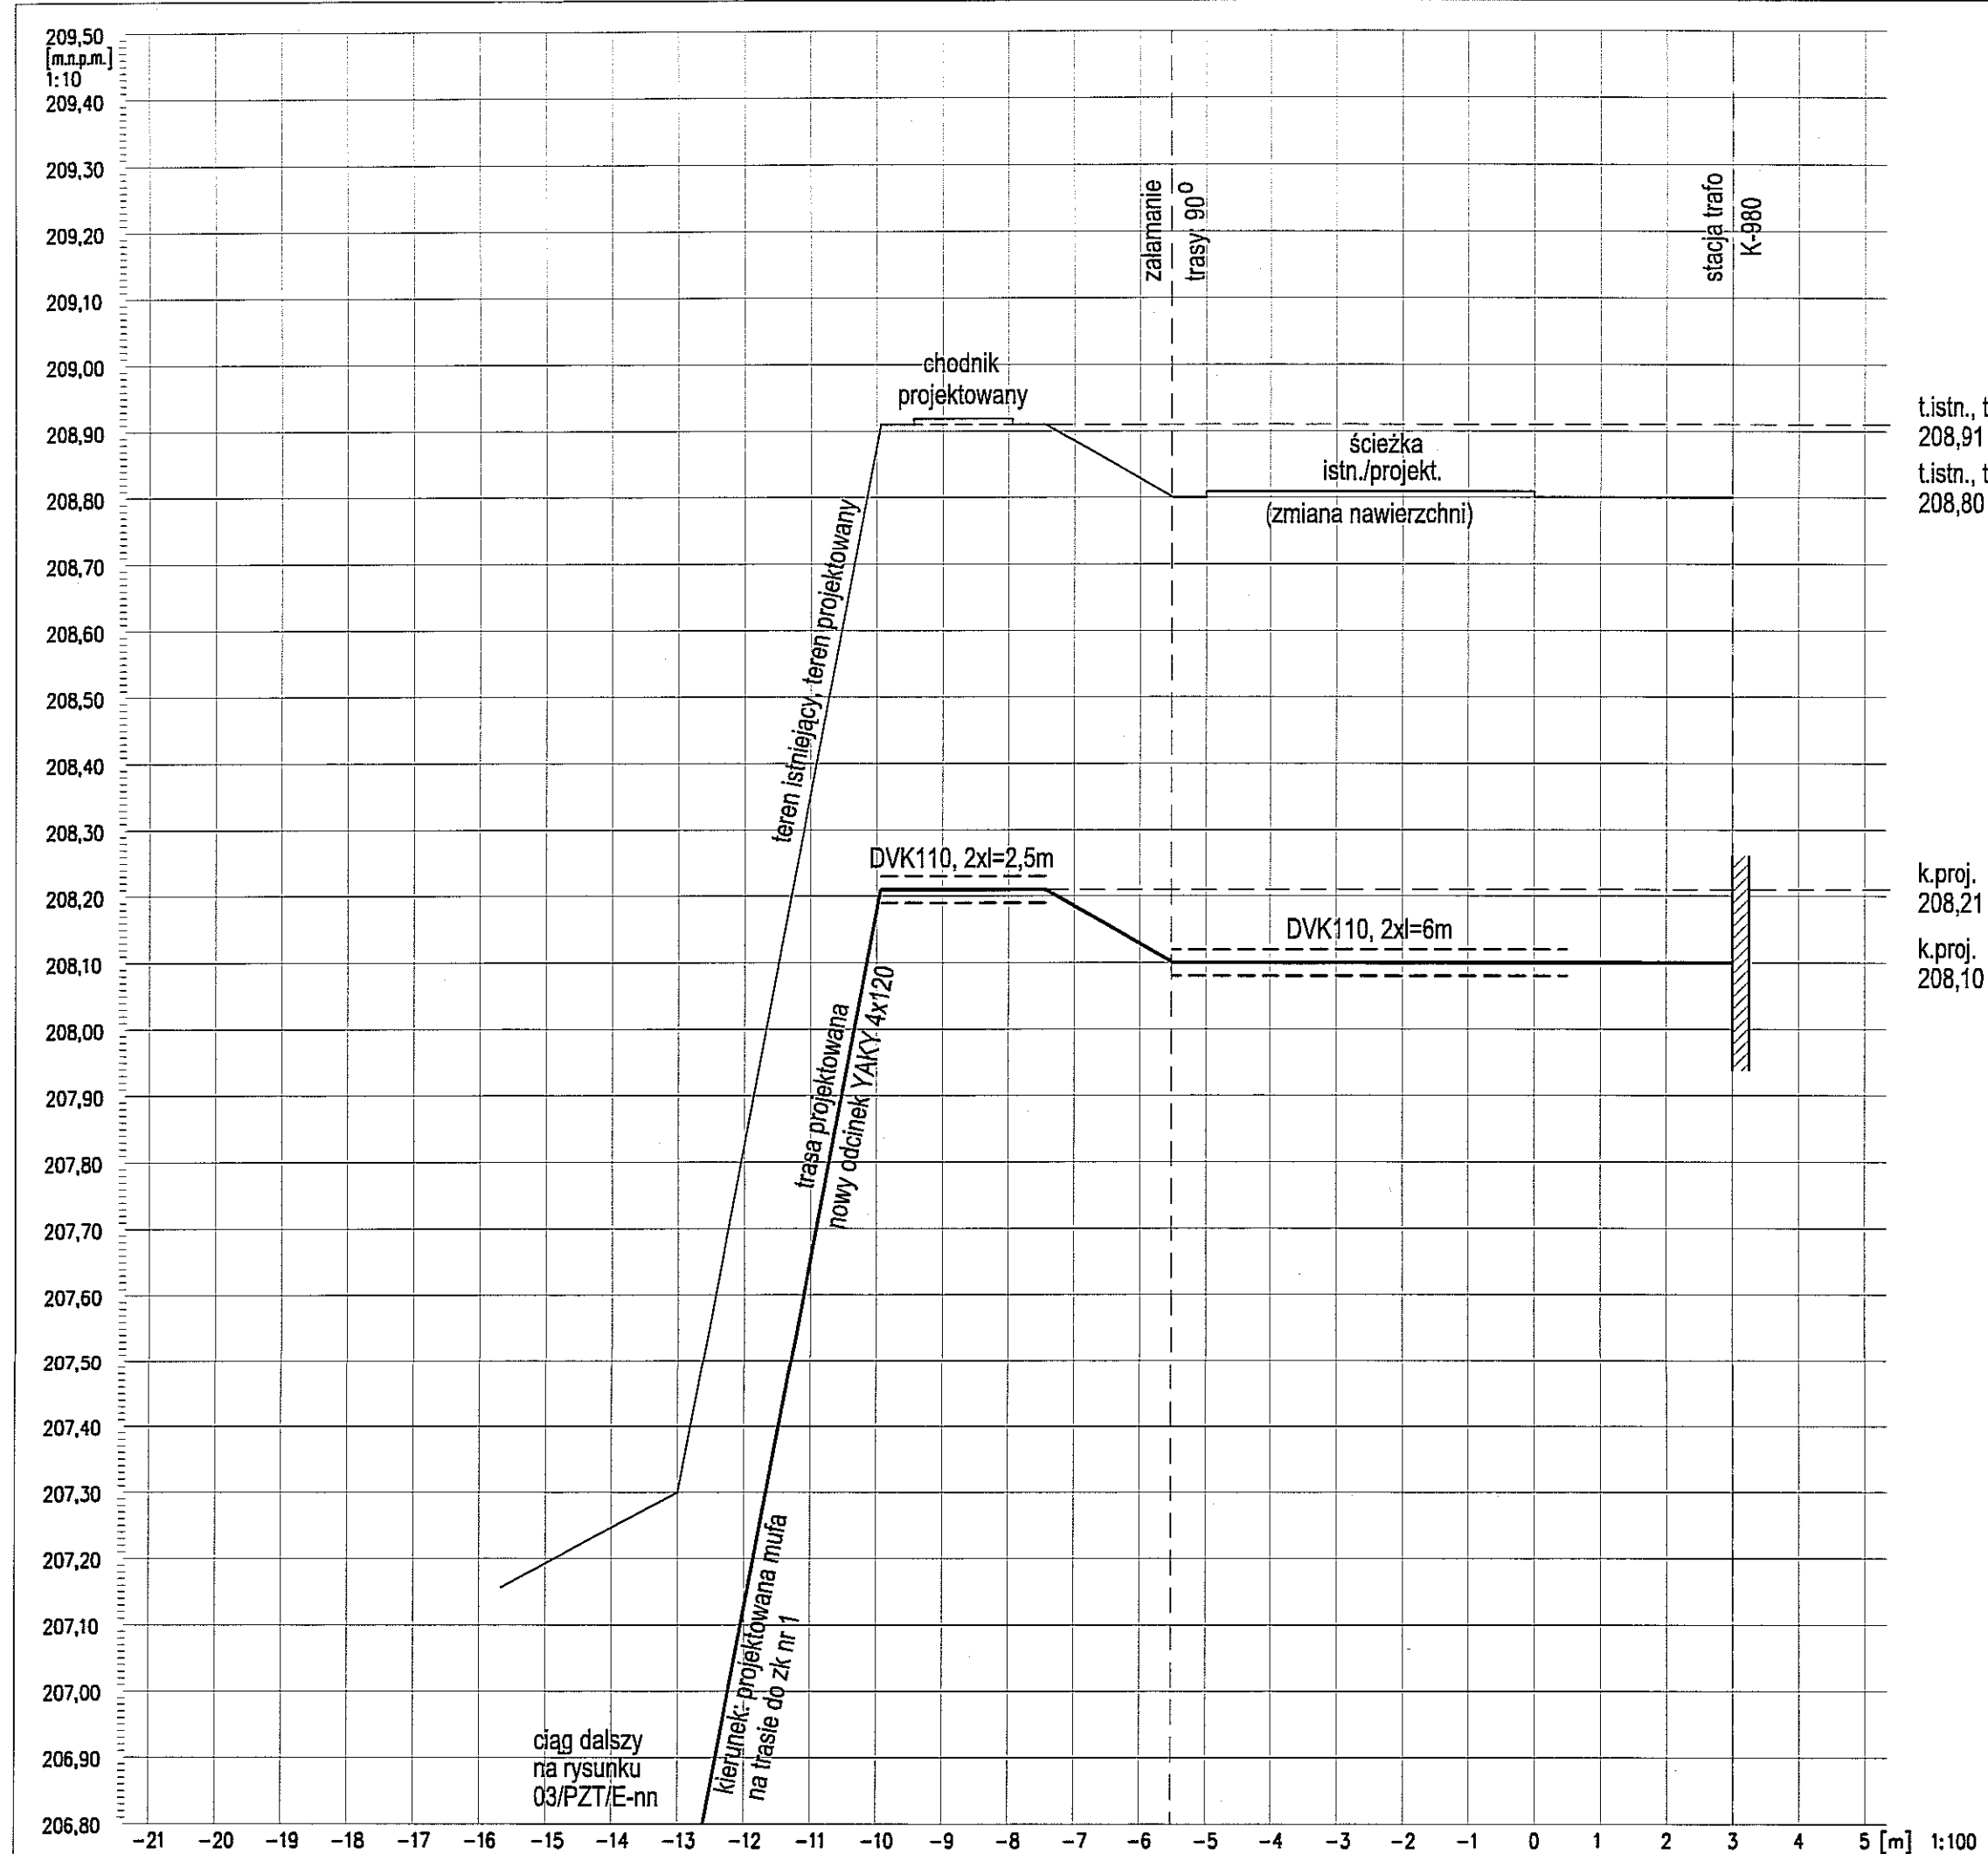 209,50
[m.n.p.m.]
1:10
209,40
209,30
209,20
209,10
209,00
208,90
208,80
208,70
208,60
208,50
208,40
208,30
208,20
208,10
208,00
207,90
207,80
207,70
207,60
207,50
207,40
207,30
207,20
207,10
207,00
206,90
206,80
załamanie
trasy: 90°
stacja trafo
K-980
chodnik
projektowany
ścieżka
istn./projekt.
(zmiana nawierzchni)
t.istn., t
208,91
t.istn., t
208,80
teren istniejący, teren projektowany
DVK110, 2xl=2,5m
DVK110, 2xl=6m
k.proj.
208,21
k.proj.
208,10
trasa projektowana
nowy odcinek YAKY 4x120
kierunek: projektowana mufa
na trasie do zk nr 1
ciąg dalszy
na rysunku
03/PZT/E-nn
-21 -20 -19 -18 -17 -16 -15 -14 -13 -12 -11 -10 -9 -8 -7 -6 -5 -4 -3 -2 -1 0 1 2 3 4 5 [m] 1:100